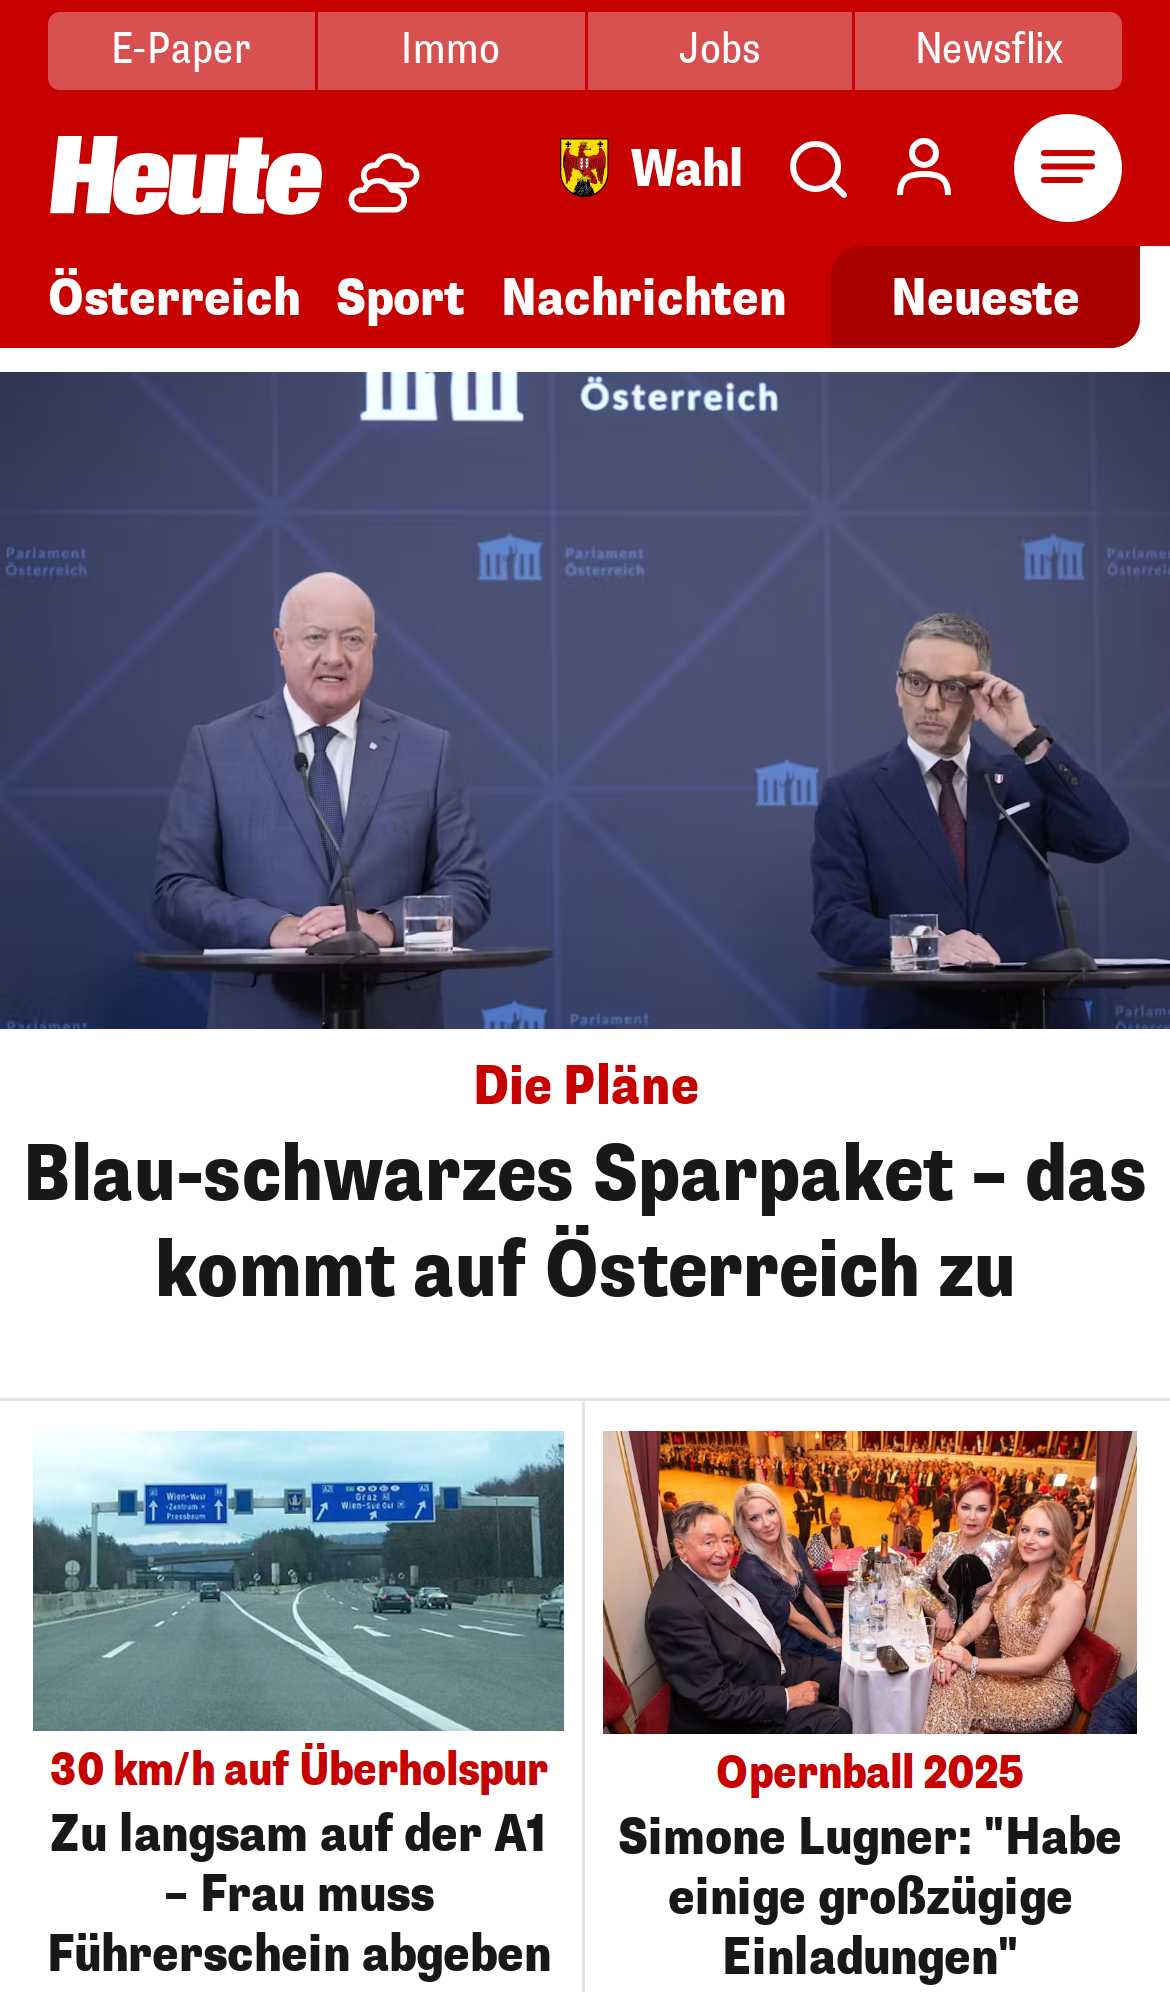 E-Paper
Immo
Jobs
Newsflix
Heute
Wahl
Österreich
Sport
Nachrichten
Neueste
Österreich
Parlament
Österreich
Parlament
Österreich
Parlament
Die Pläne
Blau-schwarzes Sparpaket – das
kommt auf Österreich zu
Wien-West
Zentrum
Pressbaum
Graz
Wien-Süd Ost
30 km/h auf Überholspur
Zu langsam auf der A1
– Frau muss
Führerschein abgeben
Opernball 2025
Simone Lugner: "Habe
einige großzügige
Einladungen"